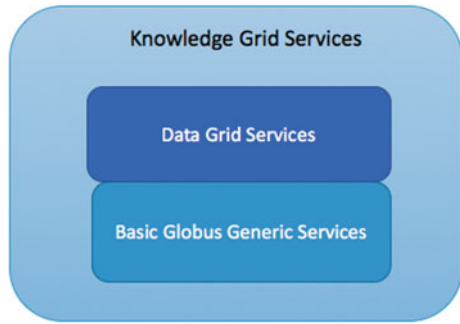 Knowledge Grid Services
Data Grid Services
Basic Globus Generic Services